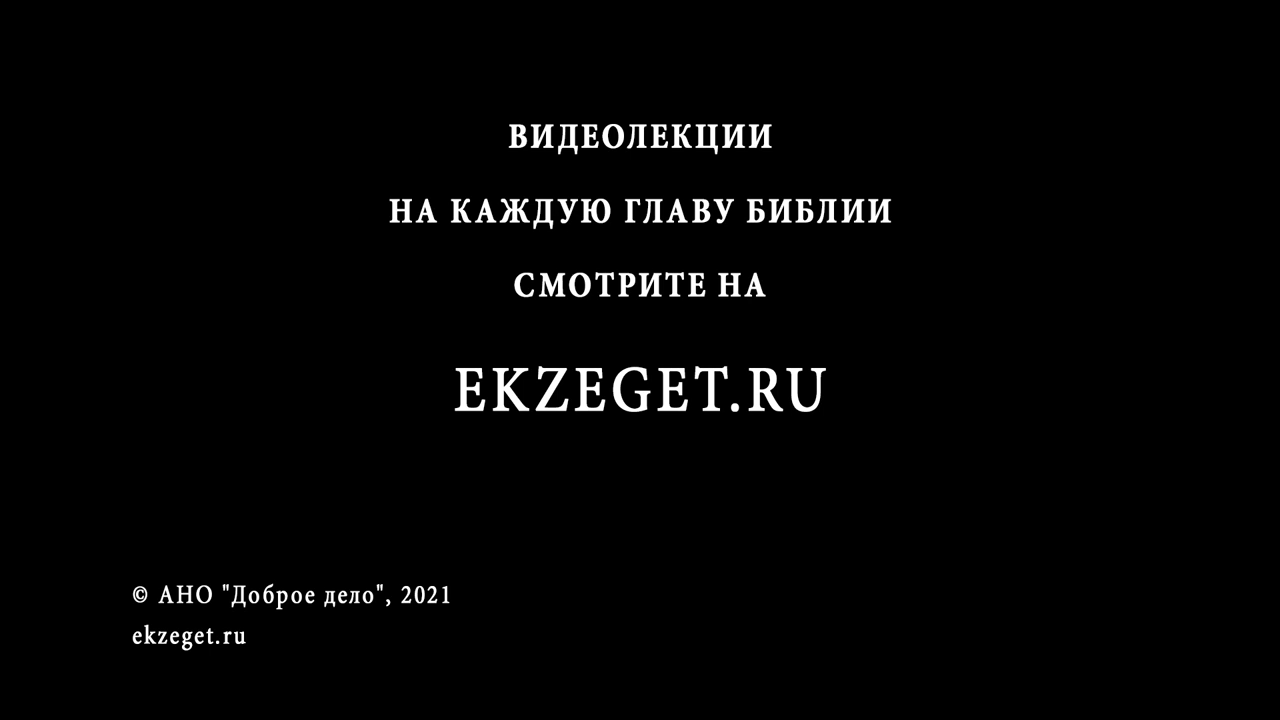 ВИДЕОЛЕКЦИИ
НА КАЖДУЮ ГЛАВУ БИБЛИИ
СМОТРИТЕ НА
EKZEGET.RU
© АНО "Доброе дело", 2021
ekzeget.ru